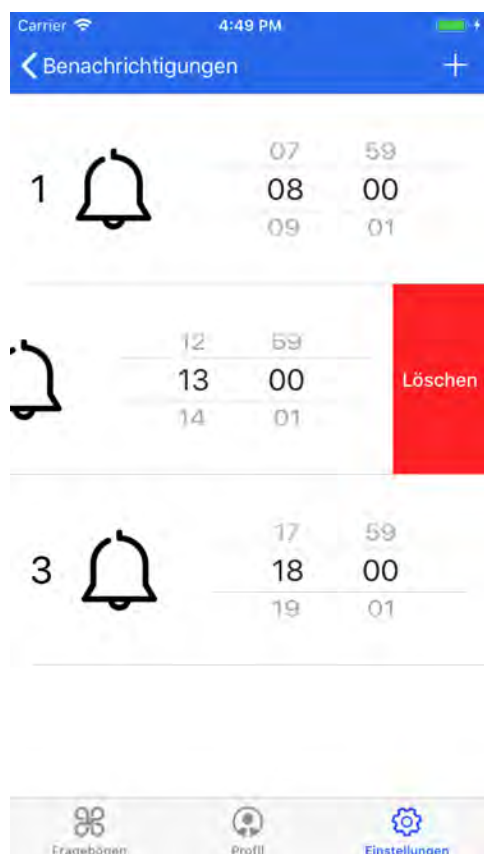 Carrier 4:49 PM
Benachrichtigungen +
07 59
1 08 00
09 01
12 59
13 00 Löschen
14 01
17 59
3 18 00
19 01
Fragebögen Profil Einstellungen